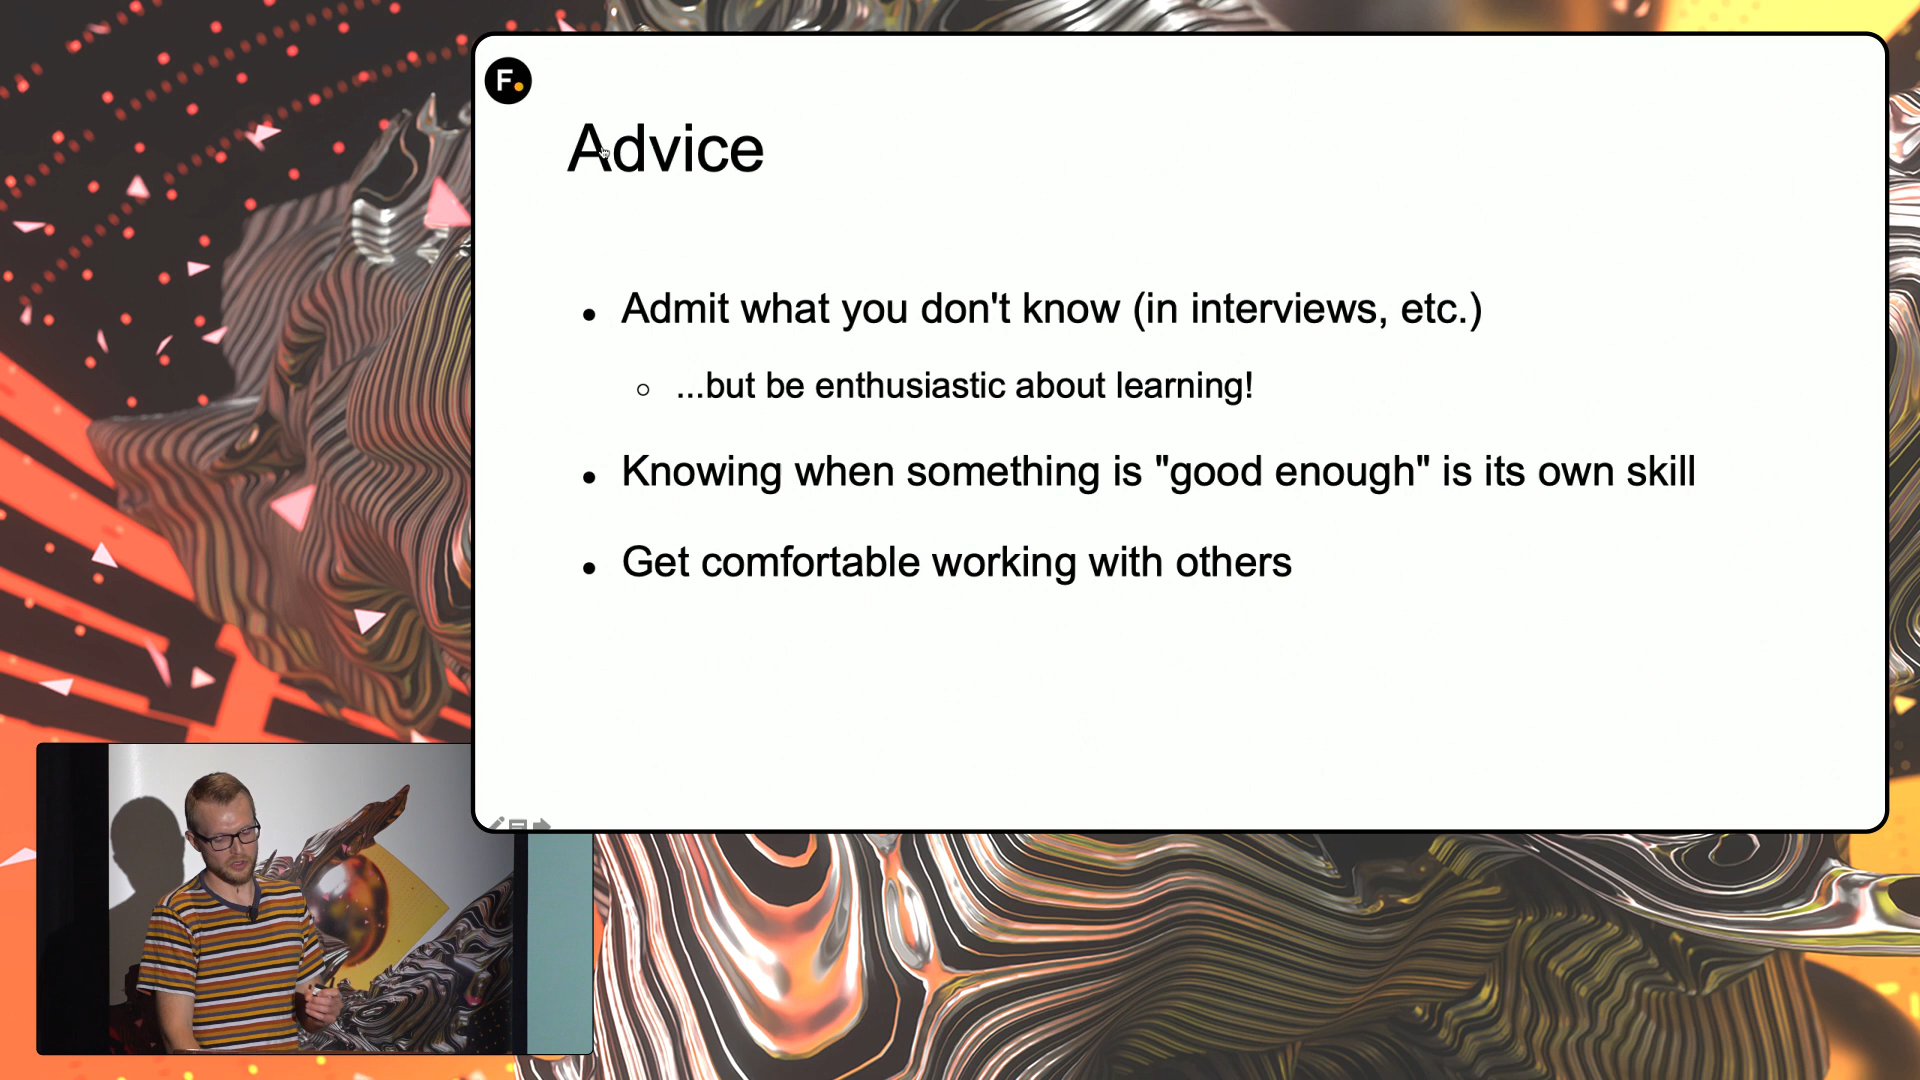 F.
Advice
● Admit what you don't know (in interviews, etc.)
○ ...but be enthusiastic about learning!
● Knowing when something is "good enough" is its own skill
● Get comfortable working with others